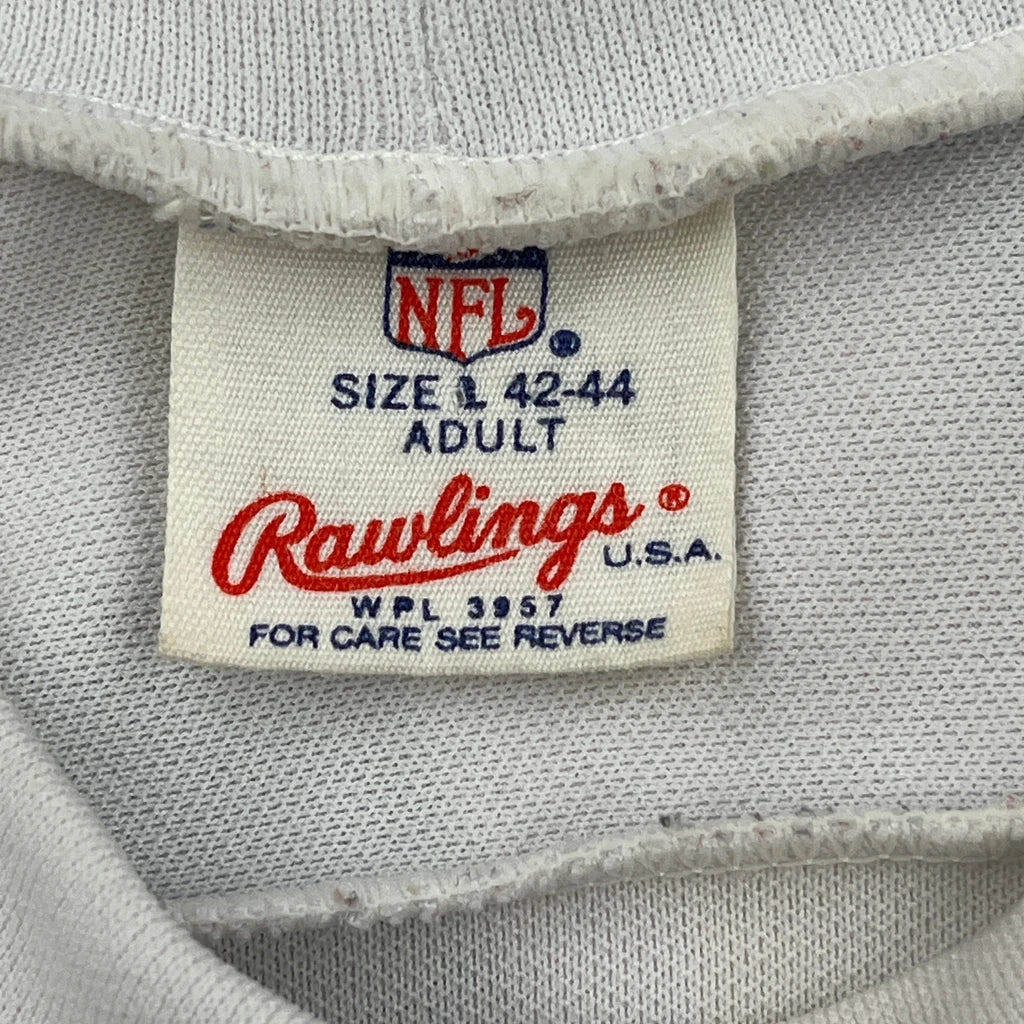 NFL ®
SIZE L 42-44
ADULT
Rawlings ®
U.S.A.
WPL 3957
FOR CARE SEE REVERSE